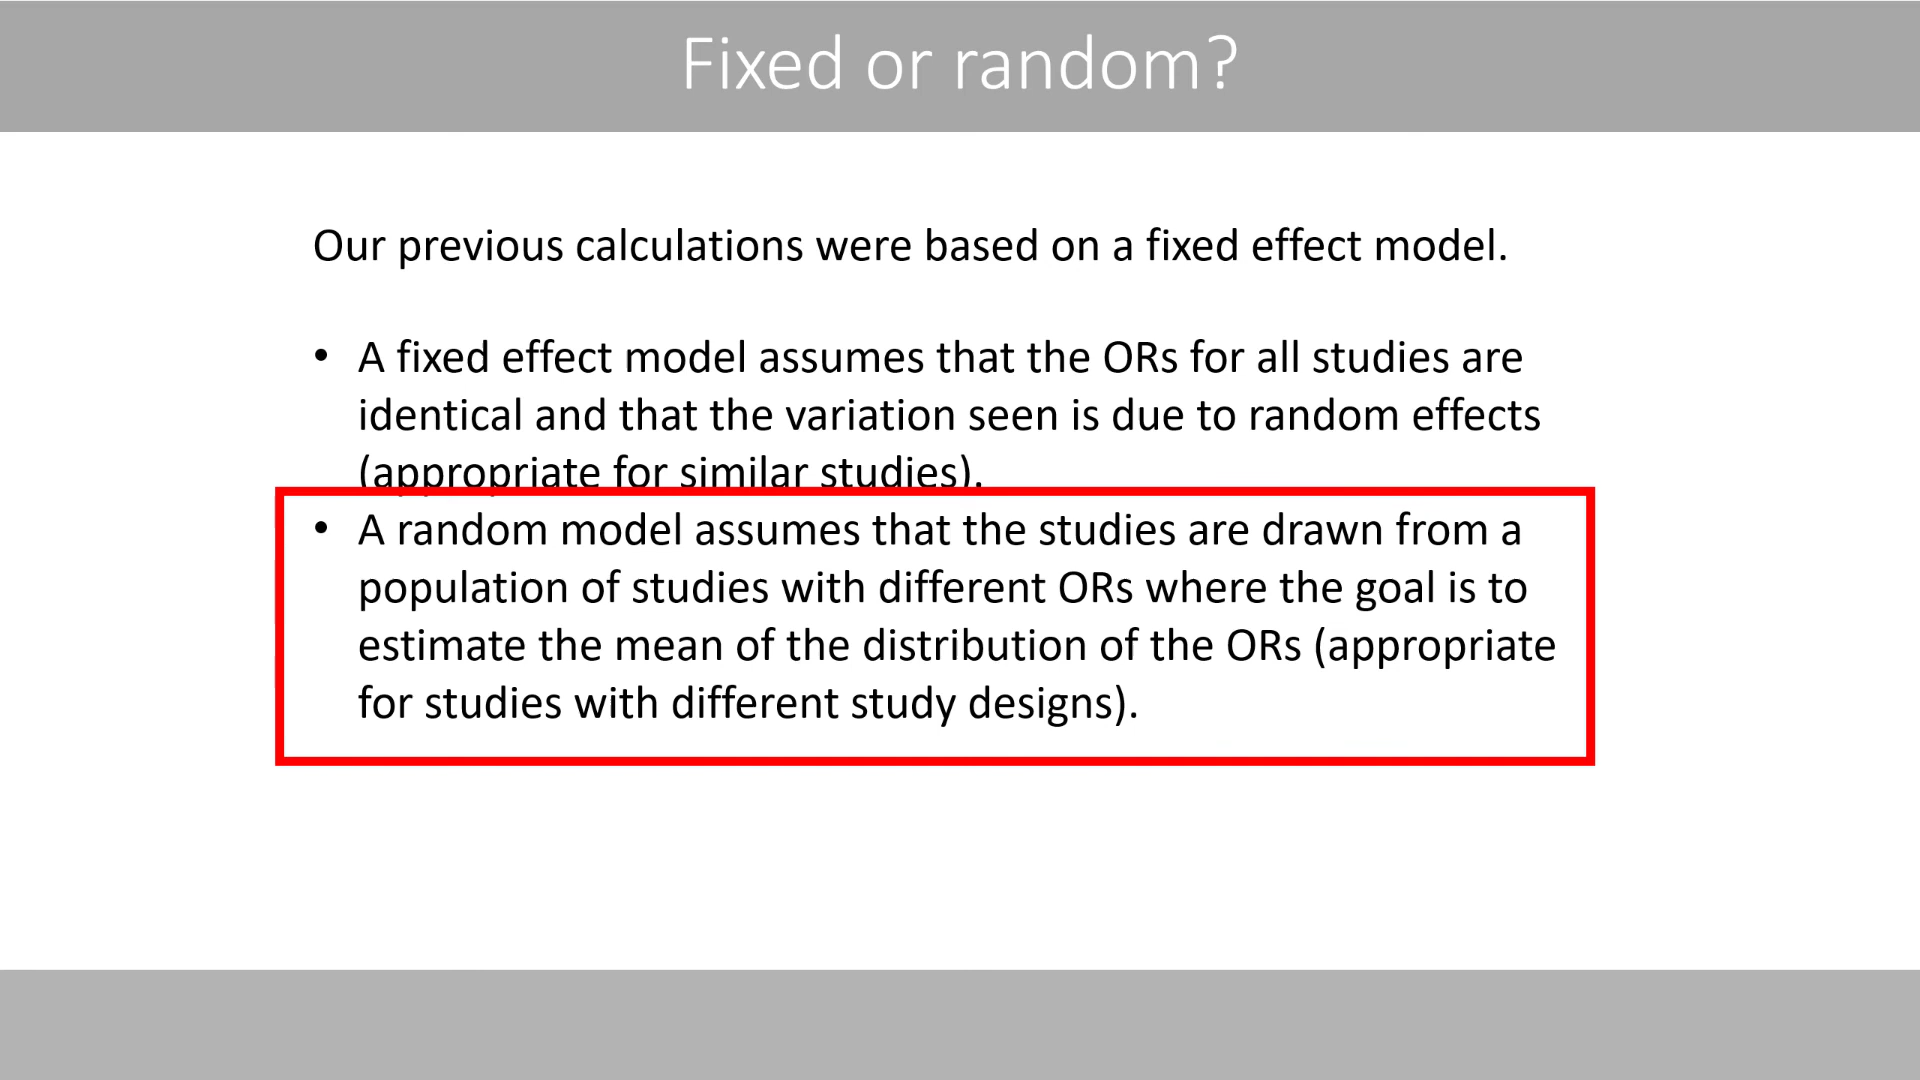 Fixed or random?
Our previous calculations were based on a fixed effect model.
• A fixed effect model assumes that the ORs for all studies are
identical and that the variation seen is due to random effects
(appropriate for similar studies).
• A random model assumes that the studies are drawn from a
population of studies with different ORs where the goal is to
estimate the mean of the distribution of the ORs (appropriate
for studies with different study designs).